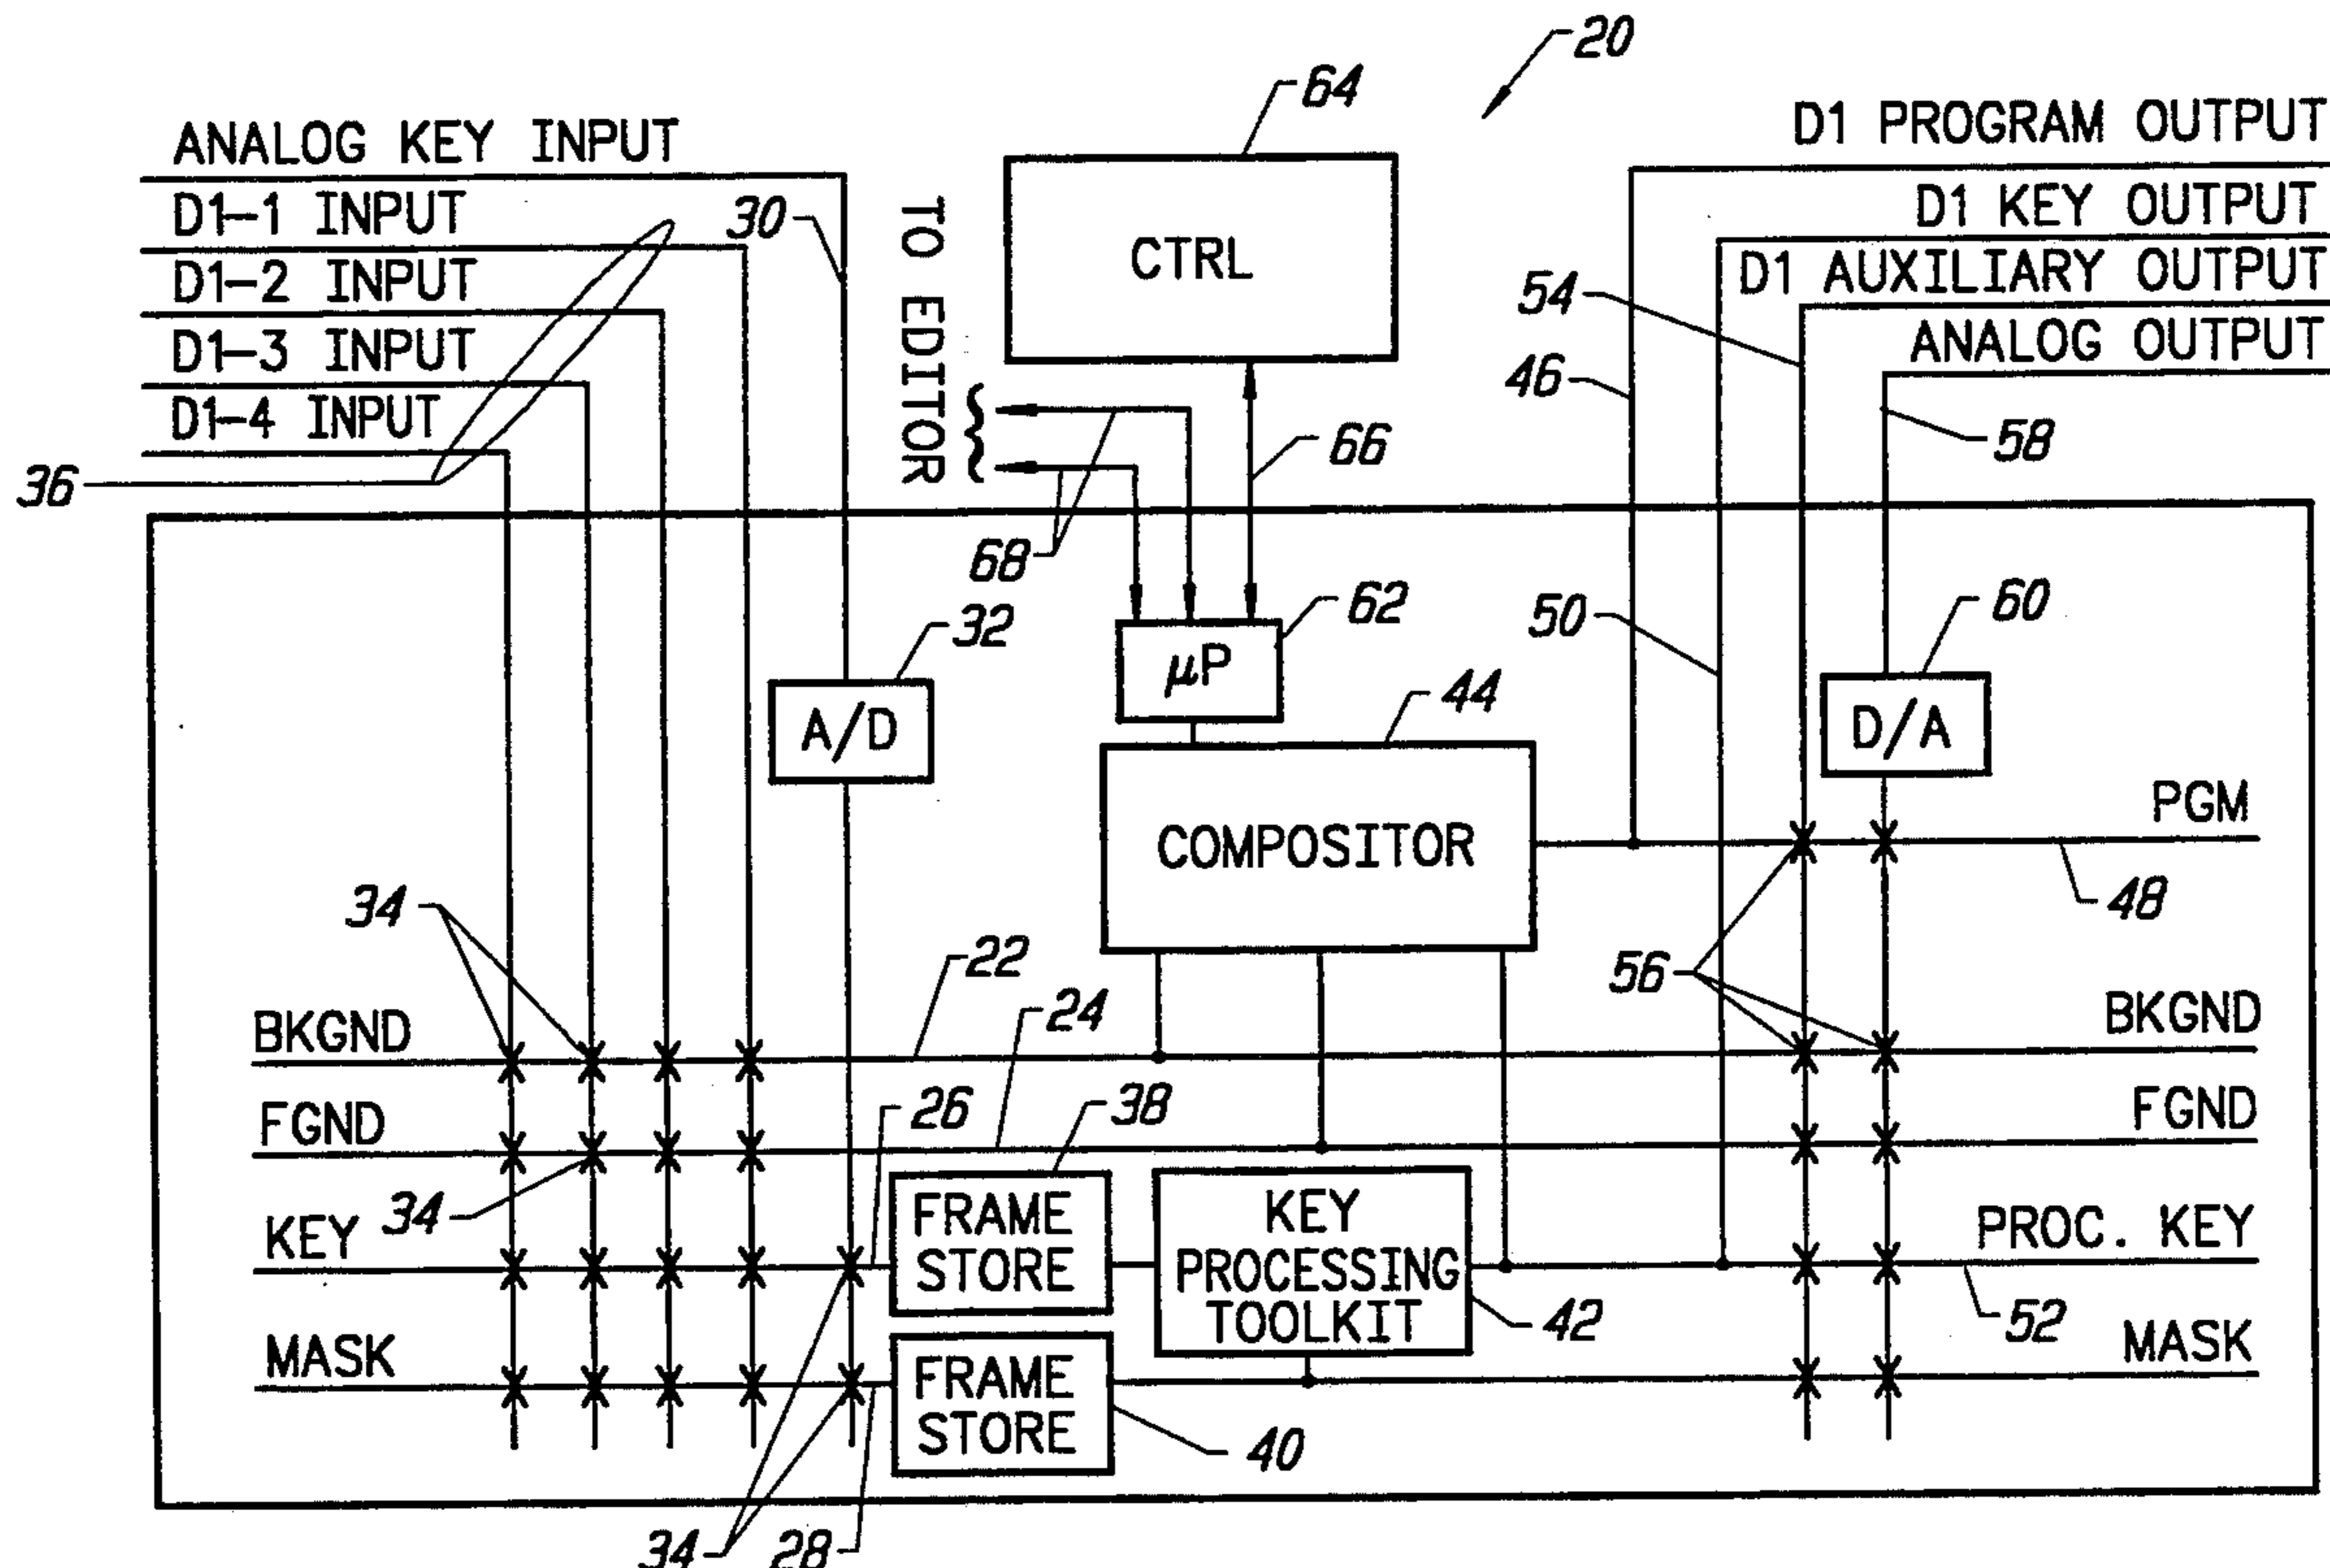 20
64
ANALOG KEY INPUT
D1 PROGRAM OUTPUT
D1-1 INPUT
30
TO EDITOR
CTRL
D1 KEY OUTPUT
D1-2 INPUT
54
D1 AUXILIARY OUTPUT
D1-3 INPUT
46
ANALOG OUTPUT
D1-4 INPUT
66
58
36
68
62
50
60
32
μP
44
A/D
D/A
PGM
COMPOSITOR
34
48
22
56
BKGND
24
BKGND
FGND
26
38
FGND
34
KEY
FRAME
STORE
KEY
PROCESSING
TOOLKIT
PROC. KEY
42
52
MASK
FRAME
STORE
MASK
40
34
28